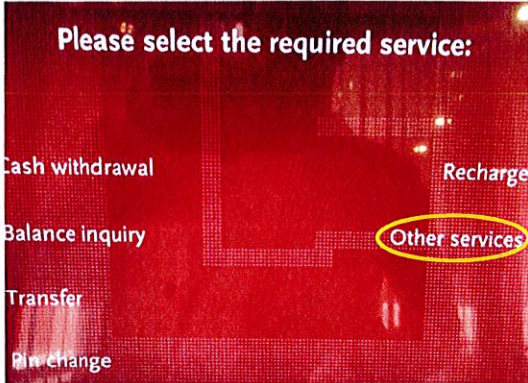 Please select the required service:
Cash withdrawal
Recharge
Balance inquiry
Other services
Transfer
Pin change